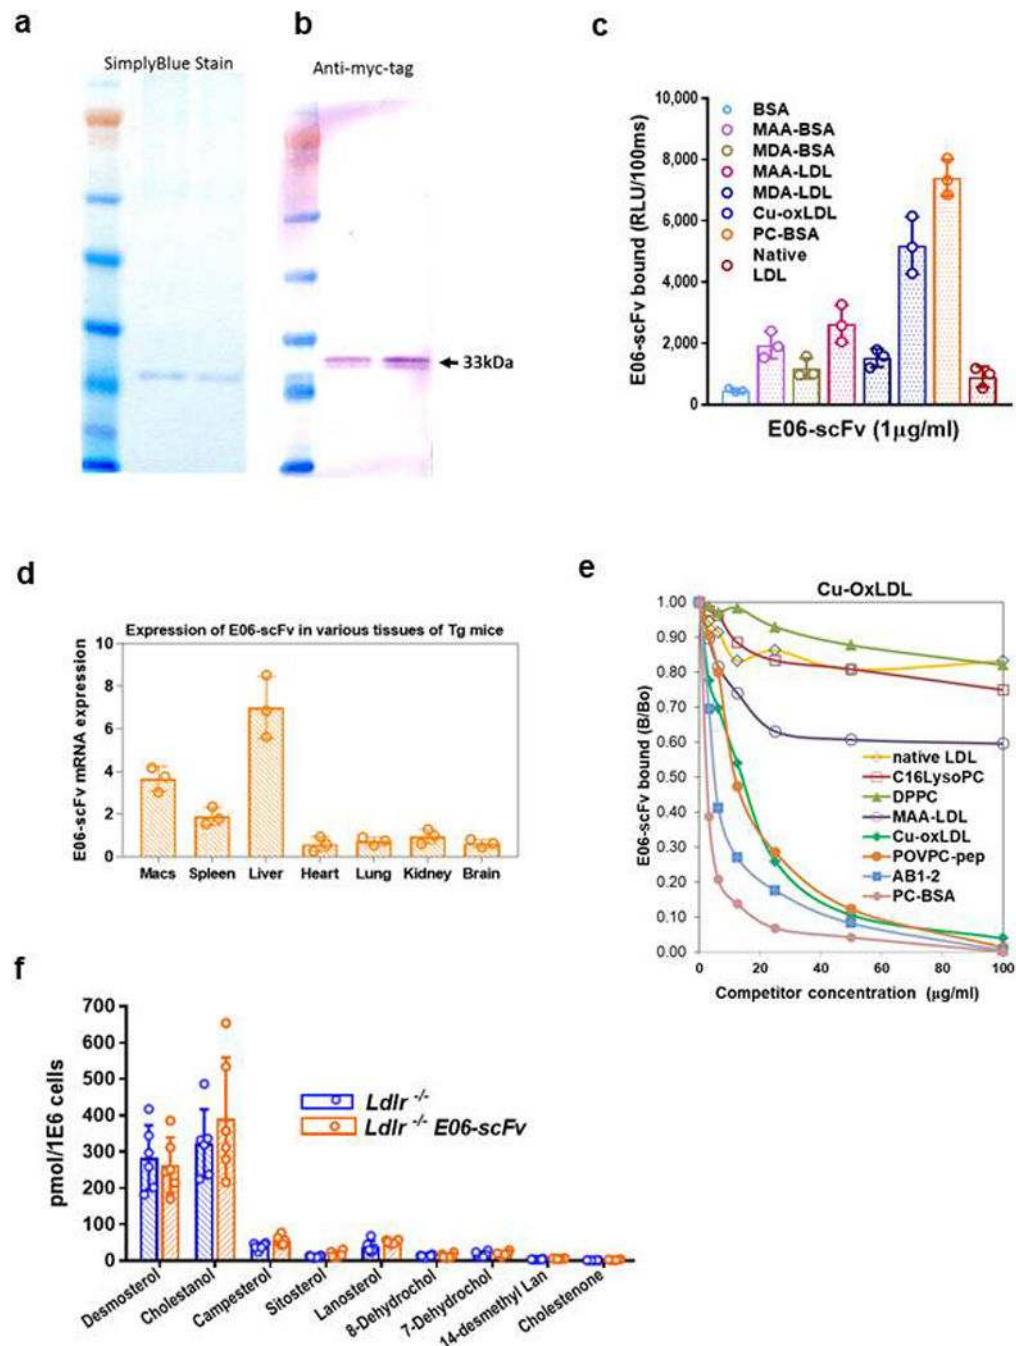 a
SimplyBlue Stain
b
Anti-myc-tag
33kDa
c
E06-scFv bound (RLU/100ms)
10,000
8,000
6,000
4,000
2,000
0
BSA
MAA-BSA
MDA-BSA
MAA-LDL
MDA-LDL
Cu-oxLDL
PC-BSA
Native
LDL
E06-scFv (1µg/ml)
d
Expression of E06-scFv in various tissues of Tg mice
E06-scFv mRNA expression
10
8
6
4
2
0
Macs Spleen Liver Heart Lung Kidney Brain
e
Cu-OxLDL
E06-scFv bound (B/Bo)
1.00
0.90
0.80
0.70
0.60
0.50
0.40
0.30
0.20
0.10
0.00
native LDL
C16LysoPC
DPPC
MAA-LDL
Cu-oxLDL
POVPC-pep
AB1-2
PC-BSA
0 20 40 60 80 100
Competitor concentration (µg/ml)
f
pmol/1E6 cells
700
600
500
400
300
200
100
0
Ldlr -/-
Ldlr -/- E06-scFv
Desmosterol
Cholestanol
Campesterol
Sitosterol
Lanosterol
8-Dehydrochol
7-Dehydrochol
14-desmethyl Lan
Cholestenone